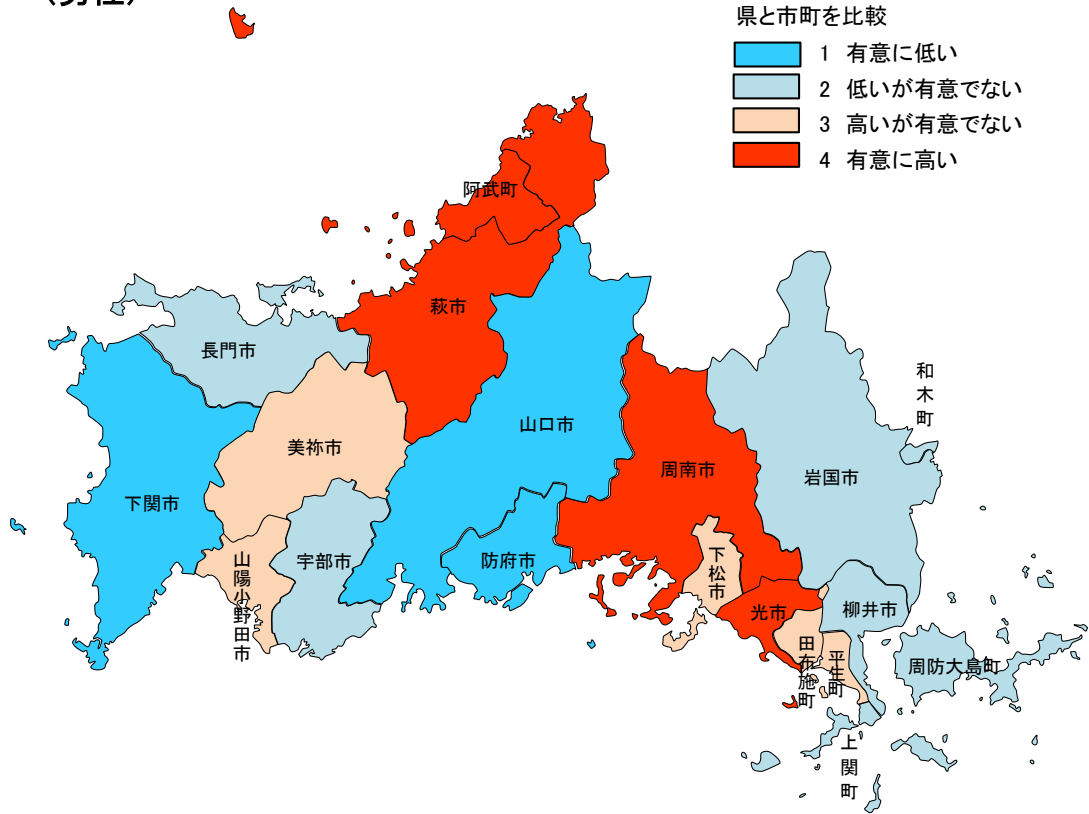 (男性)
県と市町を比較
1 有意に低い
2 低いが有意でない
3 高いが有意でない
4 有意に高い
阿武町
萩市
長門市
和木町
山口市
美祢市
周南市
岩国市
下関市
宇部市
防府市
下松市
山陽小野田市
光市
柳井市
田布施町
平生町
周防大島町
上関町